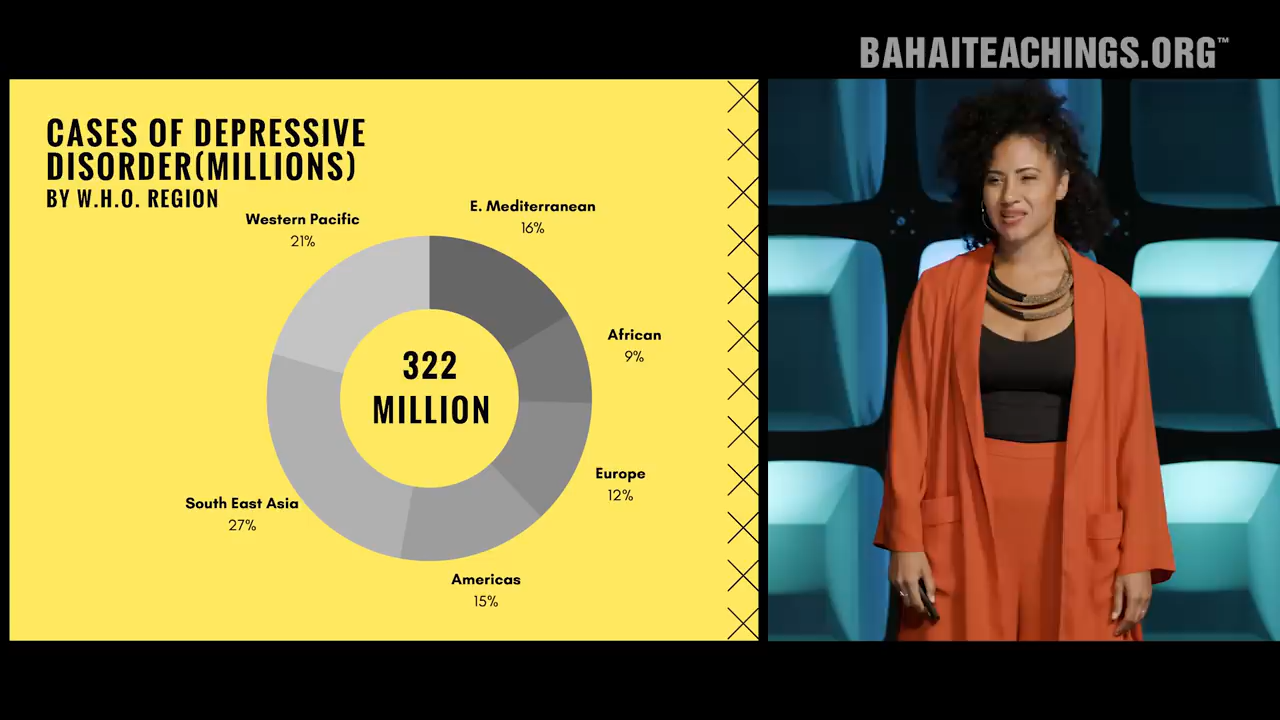 BAHAITEACHINGS.ORG™
CASES OF DEPRESSIVE
DISORDER(MILLIONS)
BY W.H.O. REGION
Western Pacific
21%
E. Mediterranean
16%
African
9%
322
MILLION
Europe
12%
South East Asia
27%
Americas
15%